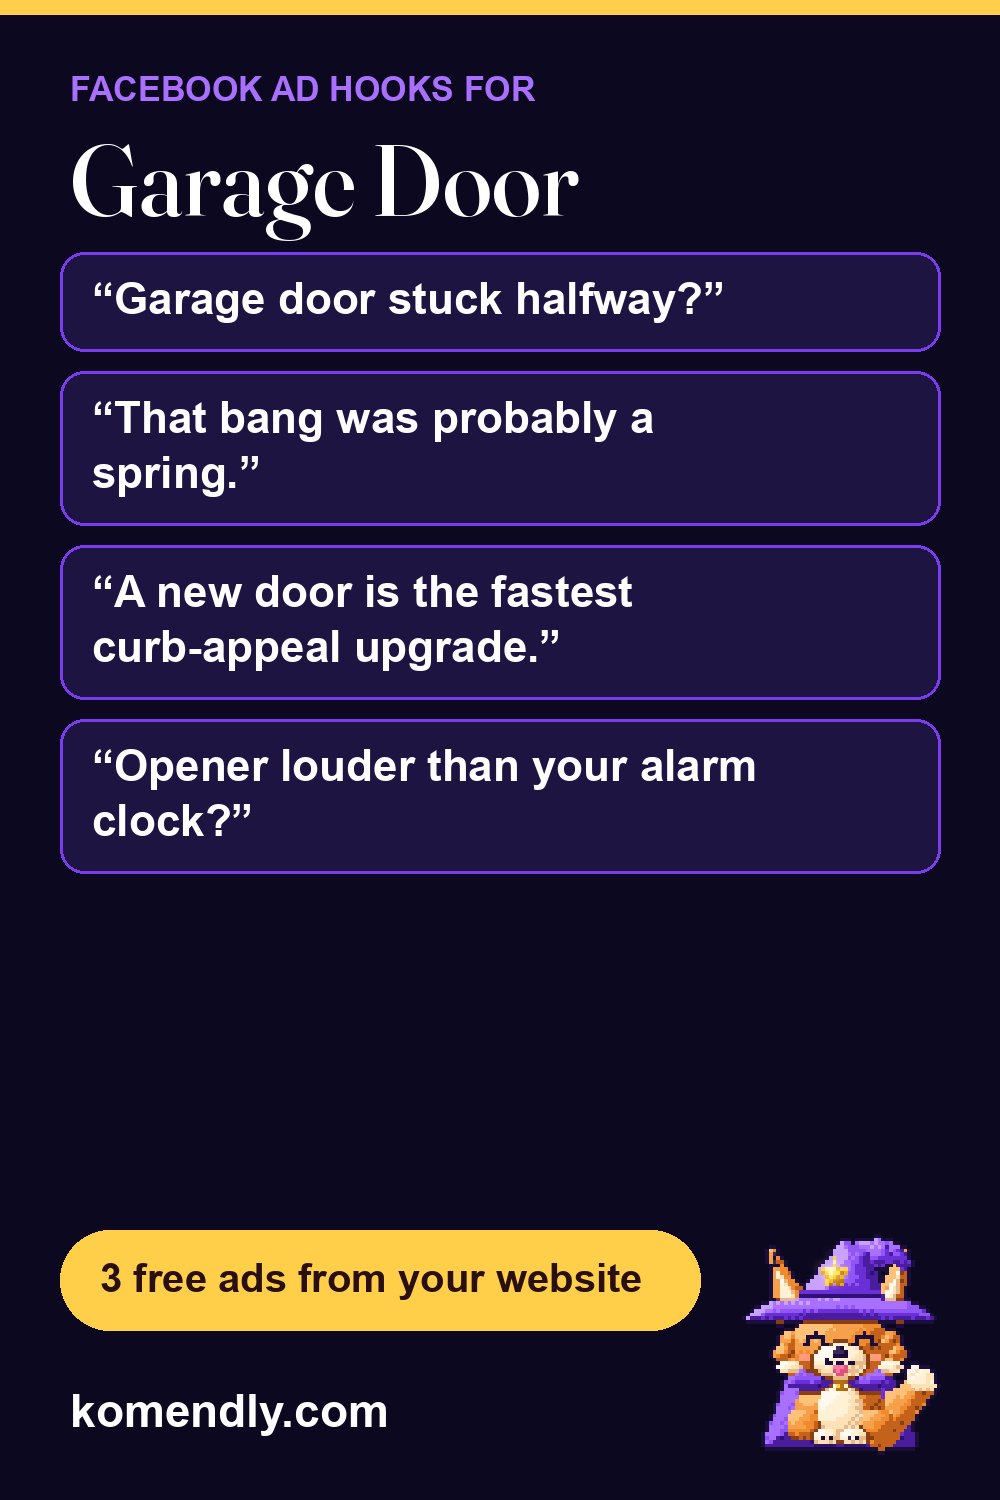 FACEBOOK AD HOOKS FOR
Garage Door
“Garage door stuck halfway?”
“That bang was probably a
spring.”
“A new door is the fastest
curb-appeal upgrade.”
“Opener louder than your alarm
clock?”
3 free ads from your website
komendly.com